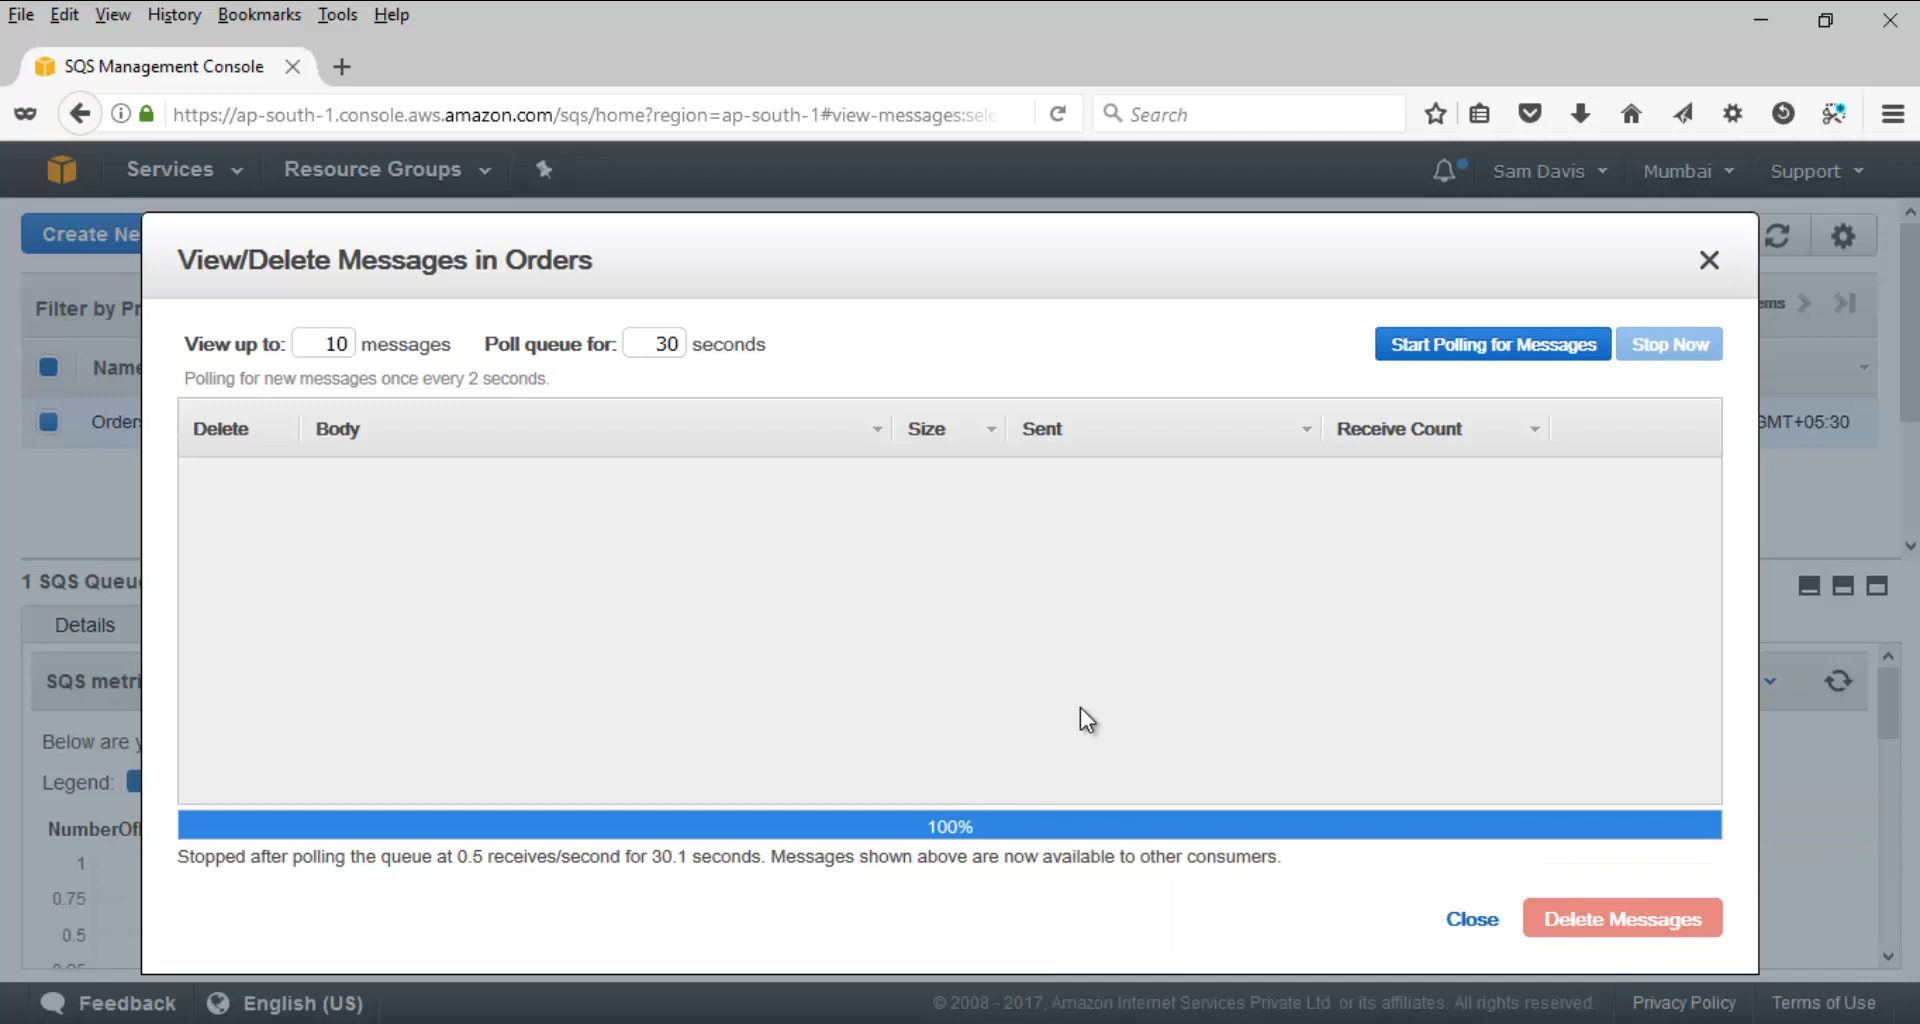 File Edit View History Bookmarks Tools Help
SQS Management Console
https://ap-south-1.console.aws.amazon.com/sqs/home?region=ap-south-1#view-messages:sele
Search
Services Resource Groups Sam Davis Mumbai Support
Create Ne
View/Delete Messages in Orders
Filter by Pr
ems
View up to: 10 messages Poll queue for: 30 seconds Start Polling for Messages Stop Now
Polling for new messages once every 2 seconds.
Name
Delete Body Size Sent Receive Count
Orders
GMT+05:30
1 SQS Queu
Details
SQS metri
Below are y
Legend:
NumberOf
1
0.75
0.5
100%
Stopped after polling the queue at 0.5 receives/second for 30.1 seconds. Messages shown above are now available to other consumers.
Close Delete Messages
Feedback English (US) © 2008 - 2017, Amazon Internet Services Private Ltd. or its affiliates. All rights reserved. Privacy Policy Terms of Use